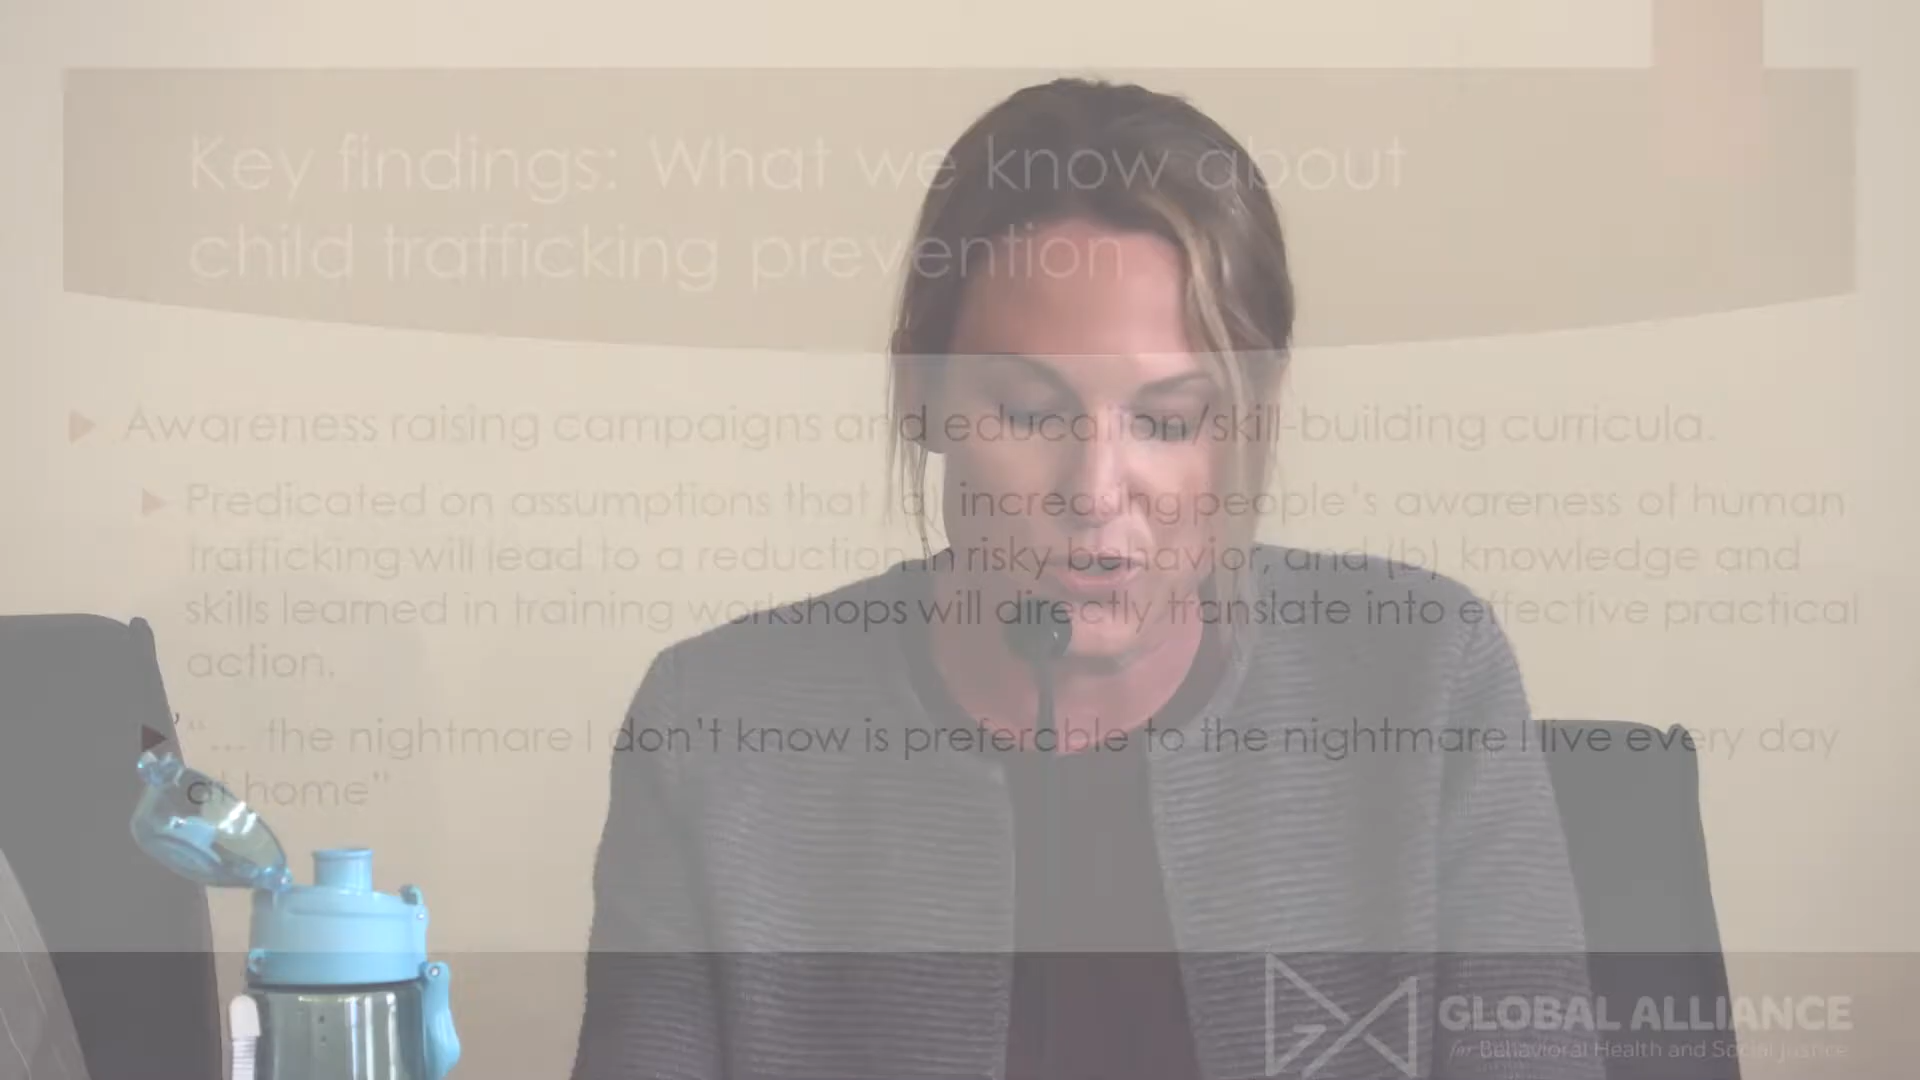 Key findings: What we know about
child trafficking prevention
Awareness raising campaigns and education/skill-building curricula.
Predicated on assumptions that (a) increasing people's awareness of human
trafficking will lead to a reduction in risky behavior, and (b) knowledge and
skills learned in training workshops will directly translate into effective practical
action.
"... the nightmare I don't know is preferable to the nightmare I live every day
at home"
GLOBAL ALLIANCE
for Behavioral Health and Social Justice